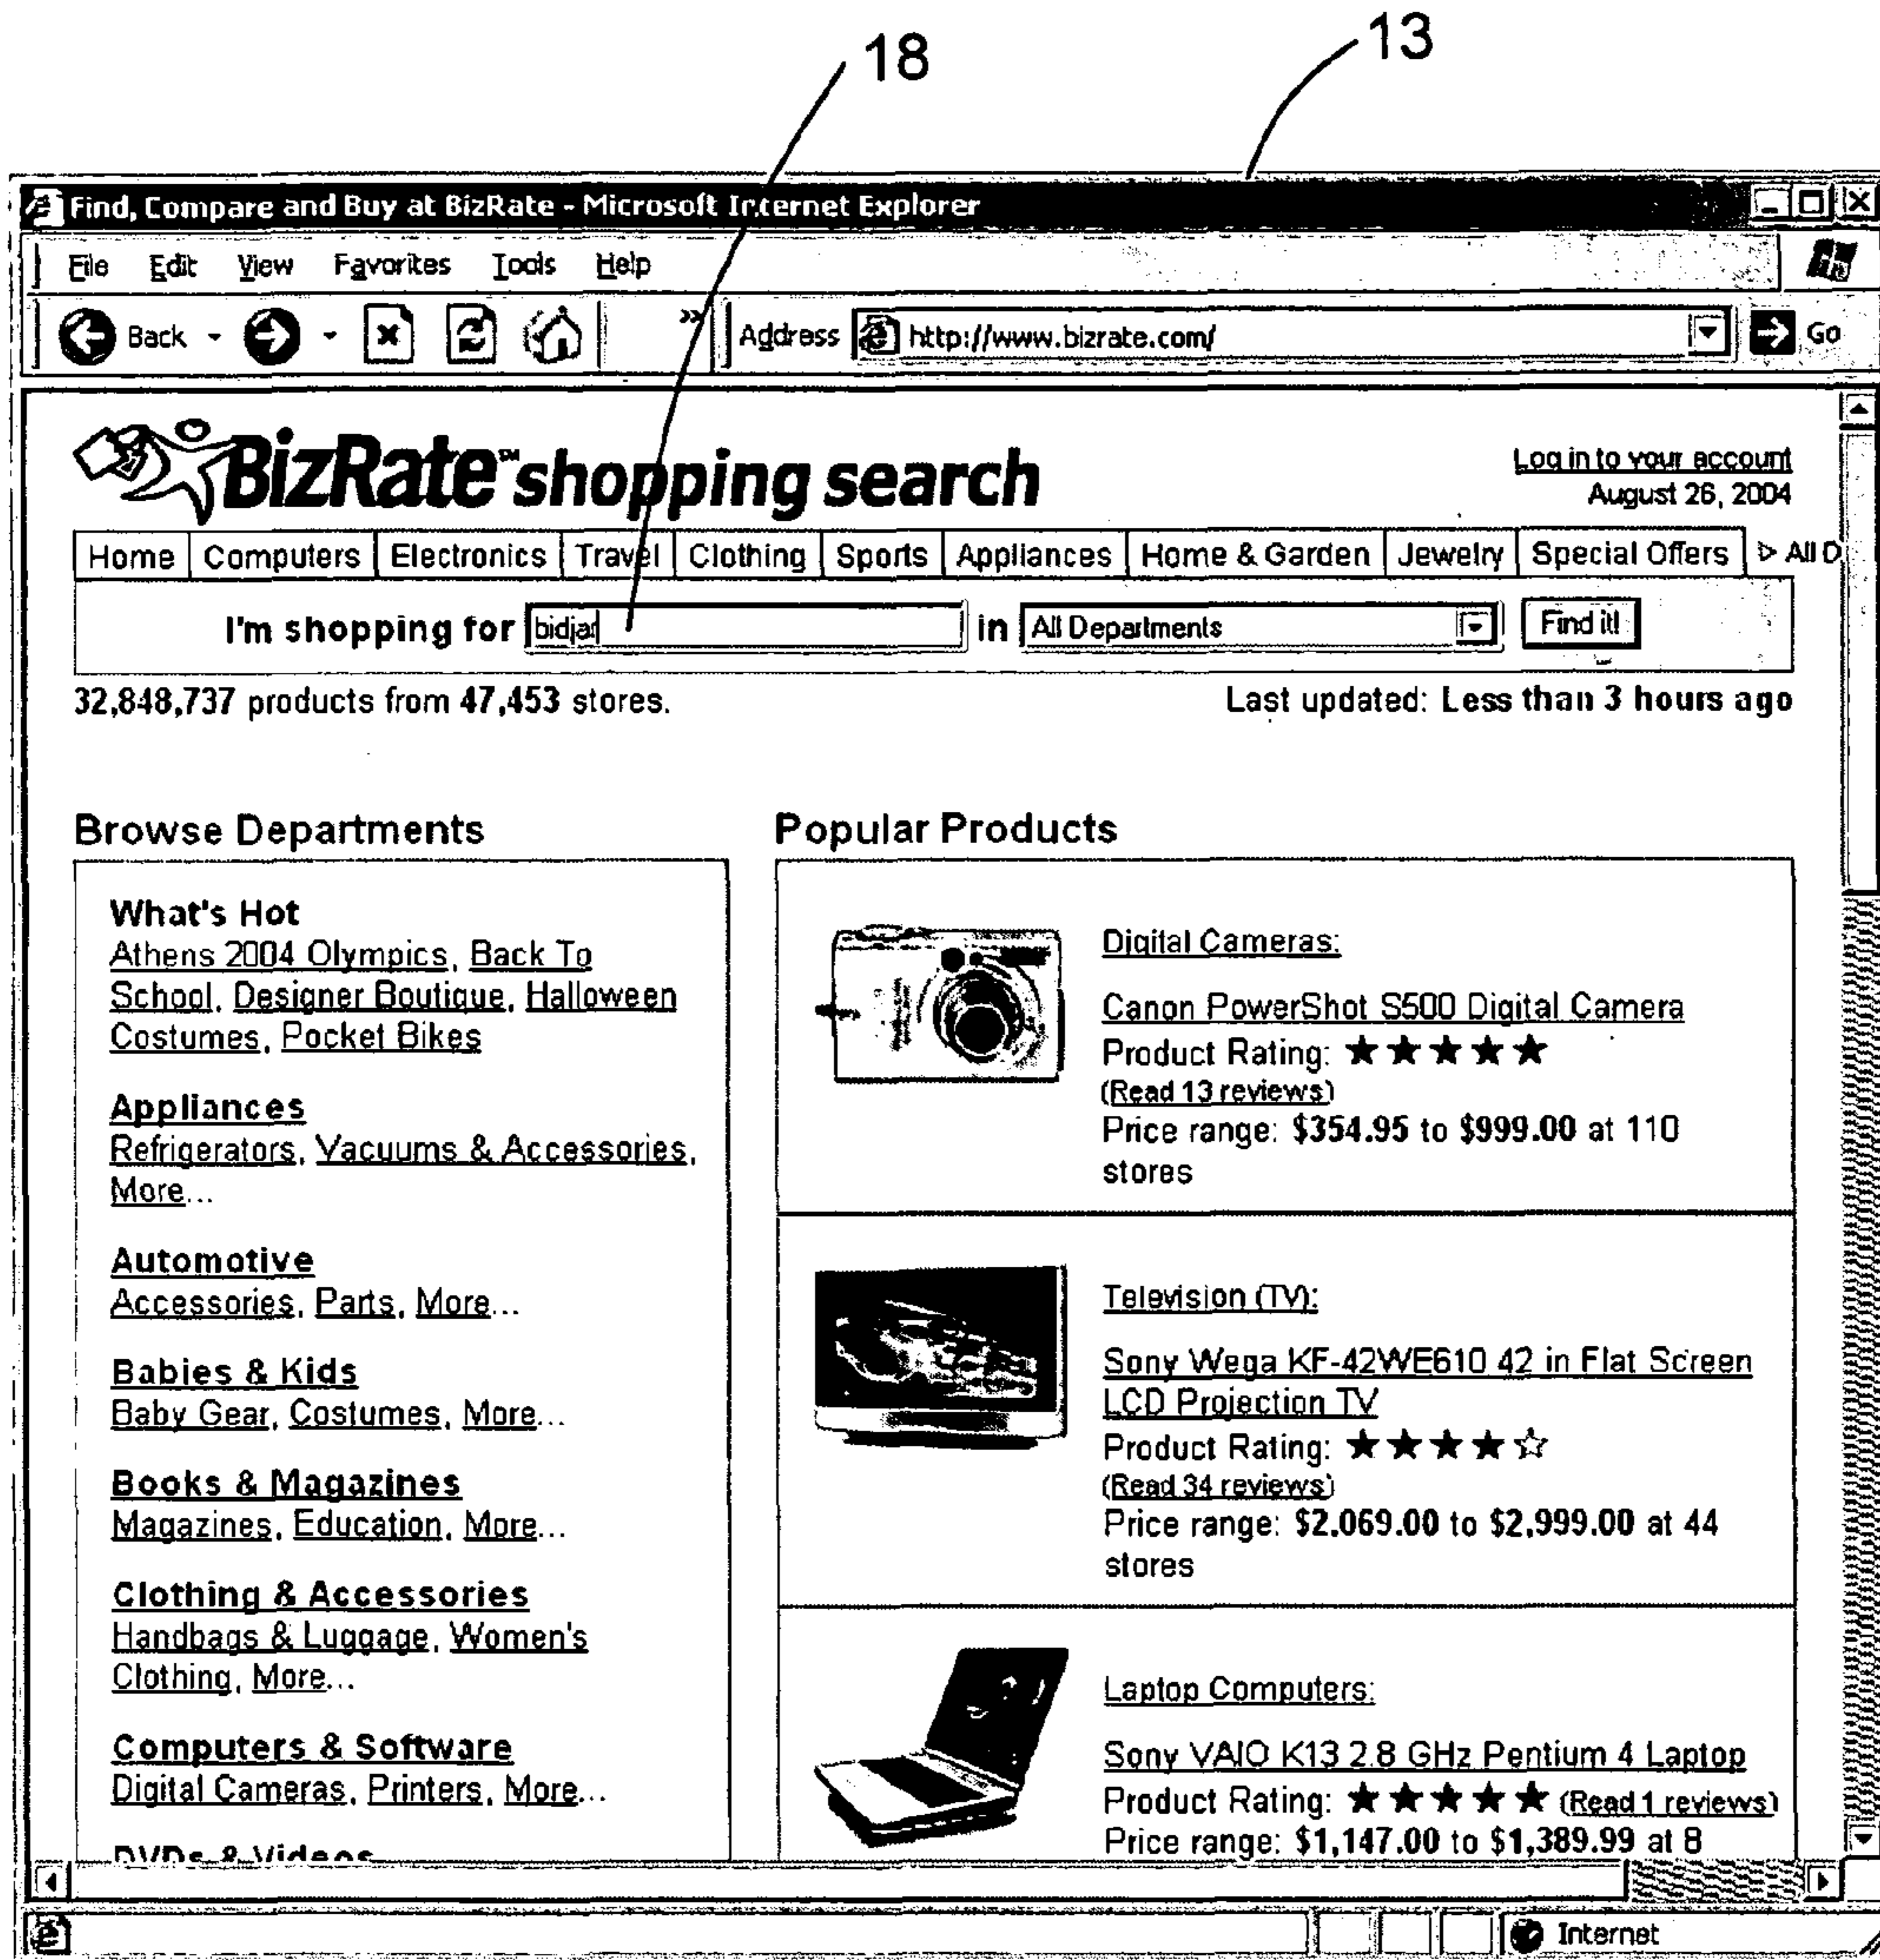 18
13
Find, Compare and Buy at BizRate - Microsoft Internet Explorer
File Edit View Favorites Tools Help
Back » Address http://www.bizrate.com/ Go
BizRate™ shopping search
Log in to your account
August 26, 2004
Home Computers Electronics Travel Clothing Sports Appliances Home & Garden Jewelry Special Offers ▷ All D
I'm shopping for bidjar in All Departments Find it!
32,848,737 products from 47,453 stores.
Last updated: Less than 3 hours ago
Browse Departments
What's Hot
Athens 2004 Olympics, Back To
School, Designer Boutique, Halloween
Costumes, Pocket Bikes
Appliances
Refrigerators, Vacuums & Accessories,
More...
Automotive
Accessories, Parts, More...
Babies & Kids
Baby Gear, Costumes, More...
Books & Magazines
Magazines, Education, More...
Clothing & Accessories
Handbags & Luggage, Women's
Clothing, More...
Computers & Software
Digital Cameras, Printers, More...
DVDs & Videos
Popular Products
Digital Cameras:
Canon PowerShot S500 Digital Camera
Product Rating: ★★★★★
(Read 13 reviews)
Price range: $354.95 to $999.00 at 110
stores
Television (TV):
Sony Wega KF-42WE610 42 in Flat Screen
LCD Projection TV
Product Rating: ★★★★☆
(Read 34 reviews)
Price range: $2,069.00 to $2,999.00 at 44
stores
Laptop Computers:
Sony VAIO K13 2.8 GHz Pentium 4 Laptop
Product Rating: ★★★★★ (Read 1 reviews)
Price range: $1,147.00 to $1,389.99 at 8
Internet